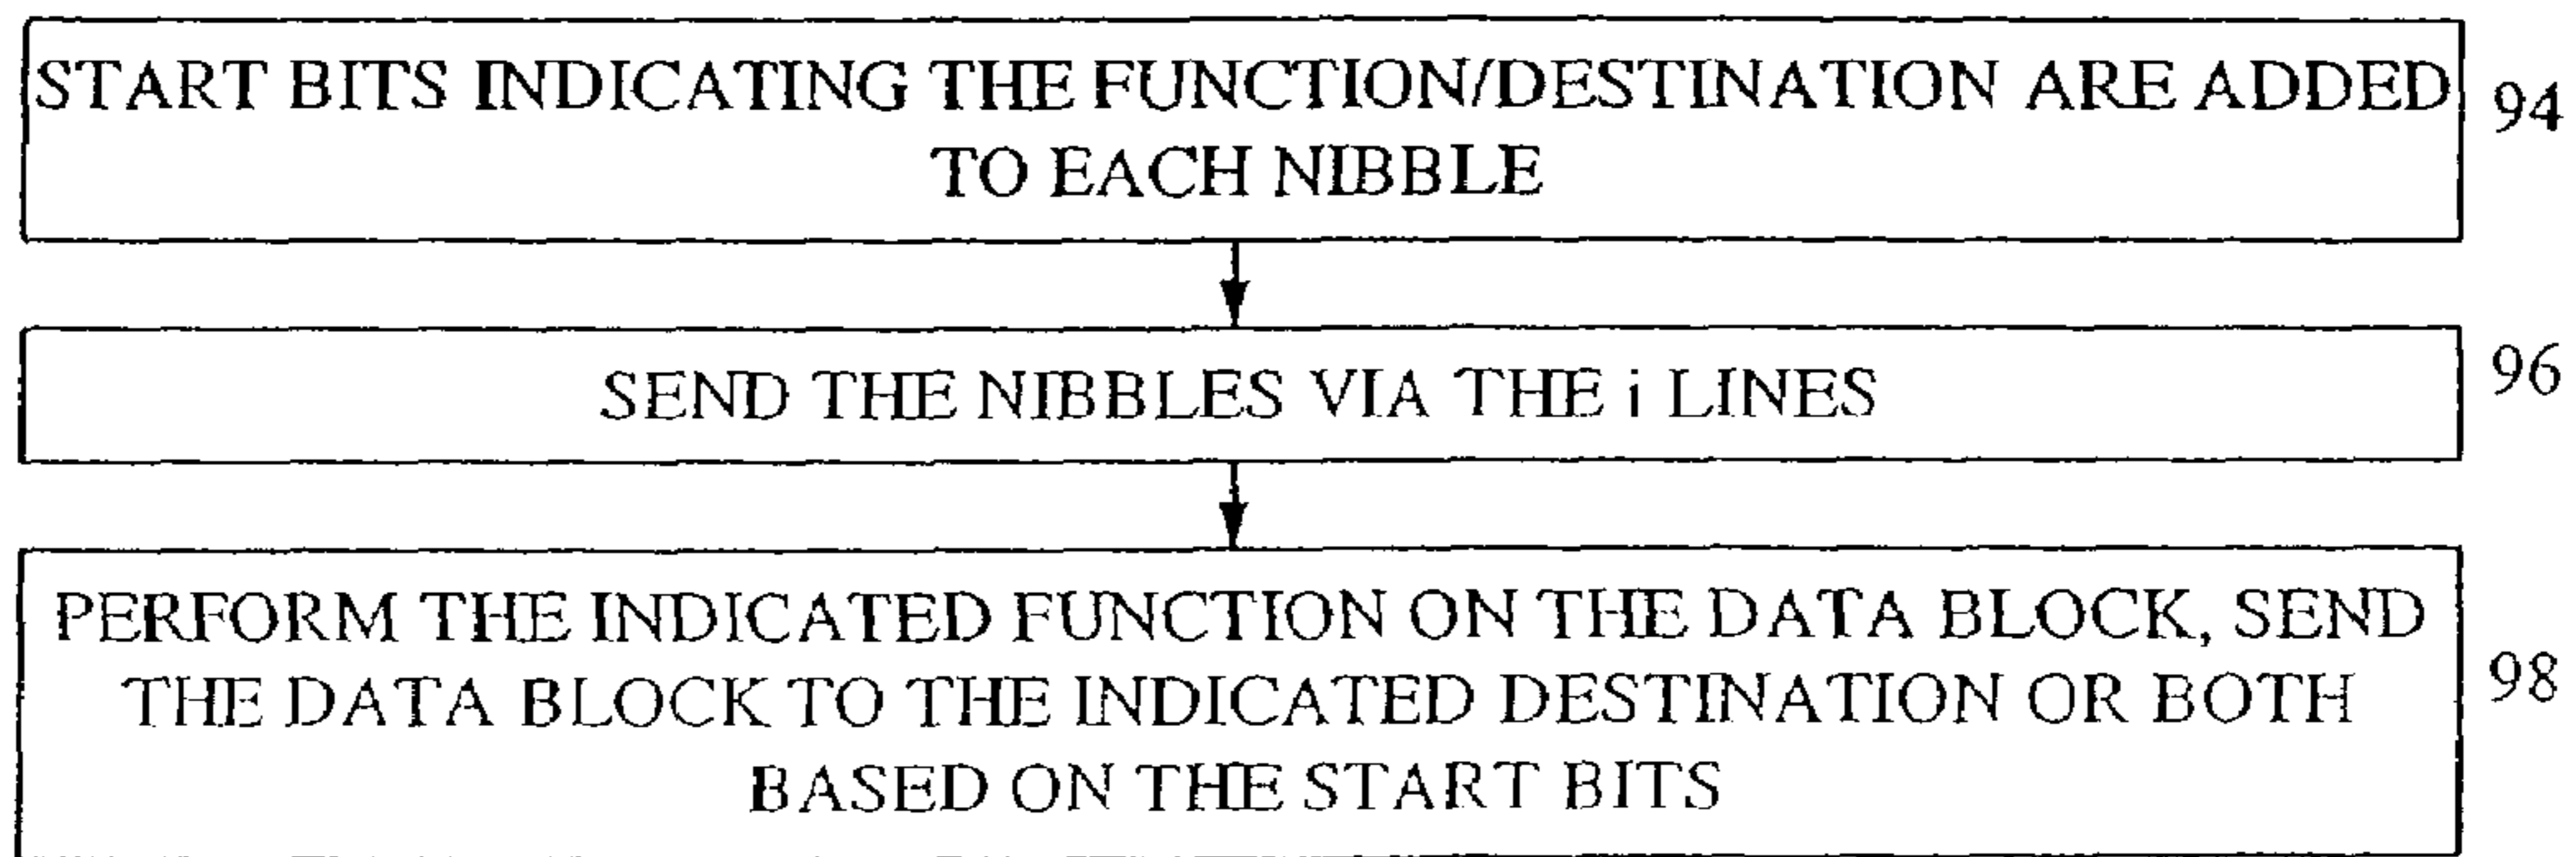 START BITS INDICATING THE FUNCTION/DESTINATION ARE ADDED
TO EACH NIBBLE
94
SEND THE NIBBLES VIA THE i LINES
96
PERFORM THE INDICATED FUNCTION ON THE DATA BLOCK, SEND
THE DATA BLOCK TO THE INDICATED DESTINATION OR BOTH
BASED ON THE START BITS
98